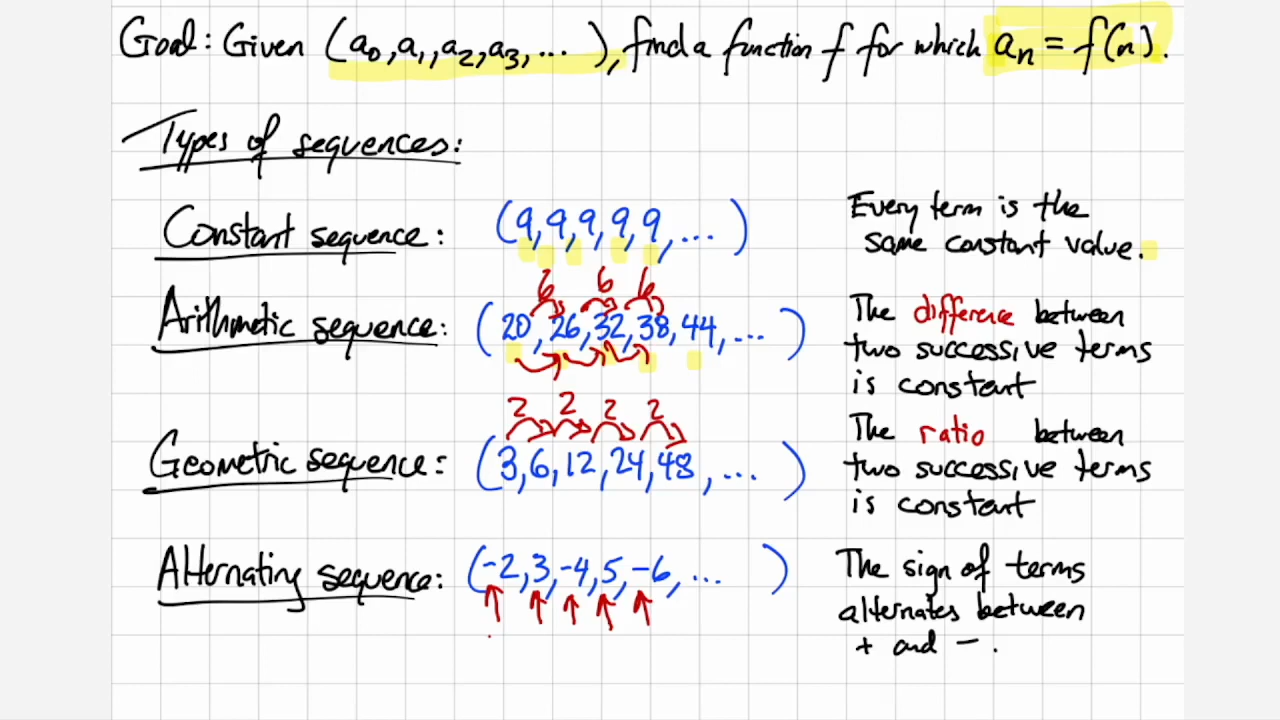 Goal: Given (a₀, a₁, a₂, a₃, ...), find a function f for which aₙ = f(n).
Types of sequences:
Constant sequence: (9, 9, 9, 9, 9, ...)
Every term is the
same constant value.
6 6 6
Arithmetic sequence: (20, 26, 32, 38, 44, ...)
The difference between
two successive terms
is constant
2 2 2 2
Geometric sequence: (3, 6, 12, 24, 48, ...)
The ratio between
two successive terms
is constant
Alternating sequence: (-2, 3, -4, 5, -6, ...)
The sign of terms
alternates between
+ and -.